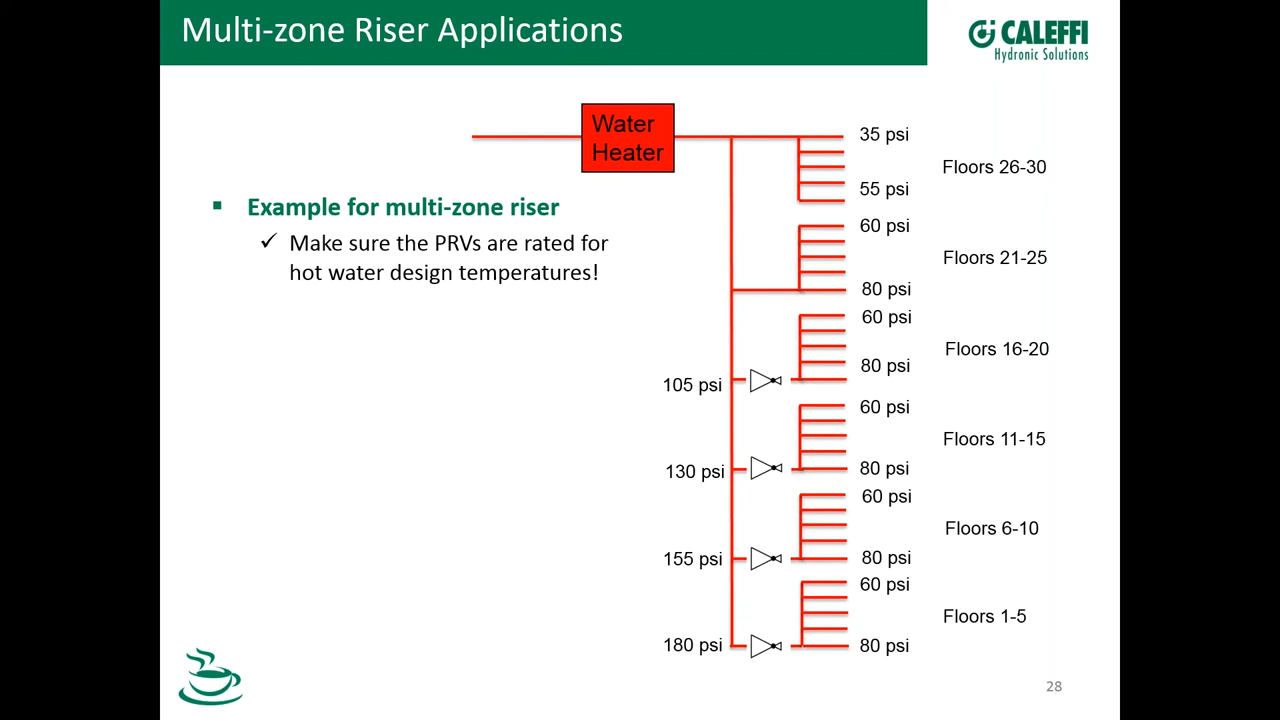 Multi-zone Riser Applications
CALEFFI
Hydronic Solutions
Water
Heater
35 psi
Floors 26-30
55 psi
Example for multi-zone riser
Make sure the PRVs are rated for
hot water design temperatures!
60 psi
Floors 21-25
80 psi
60 psi
Floors 16-20
80 psi
105 psi
60 psi
Floors 11-15
80 psi
130 psi
60 psi
Floors 6-10
80 psi
155 psi
60 psi
Floors 1-5
80 psi
180 psi
28